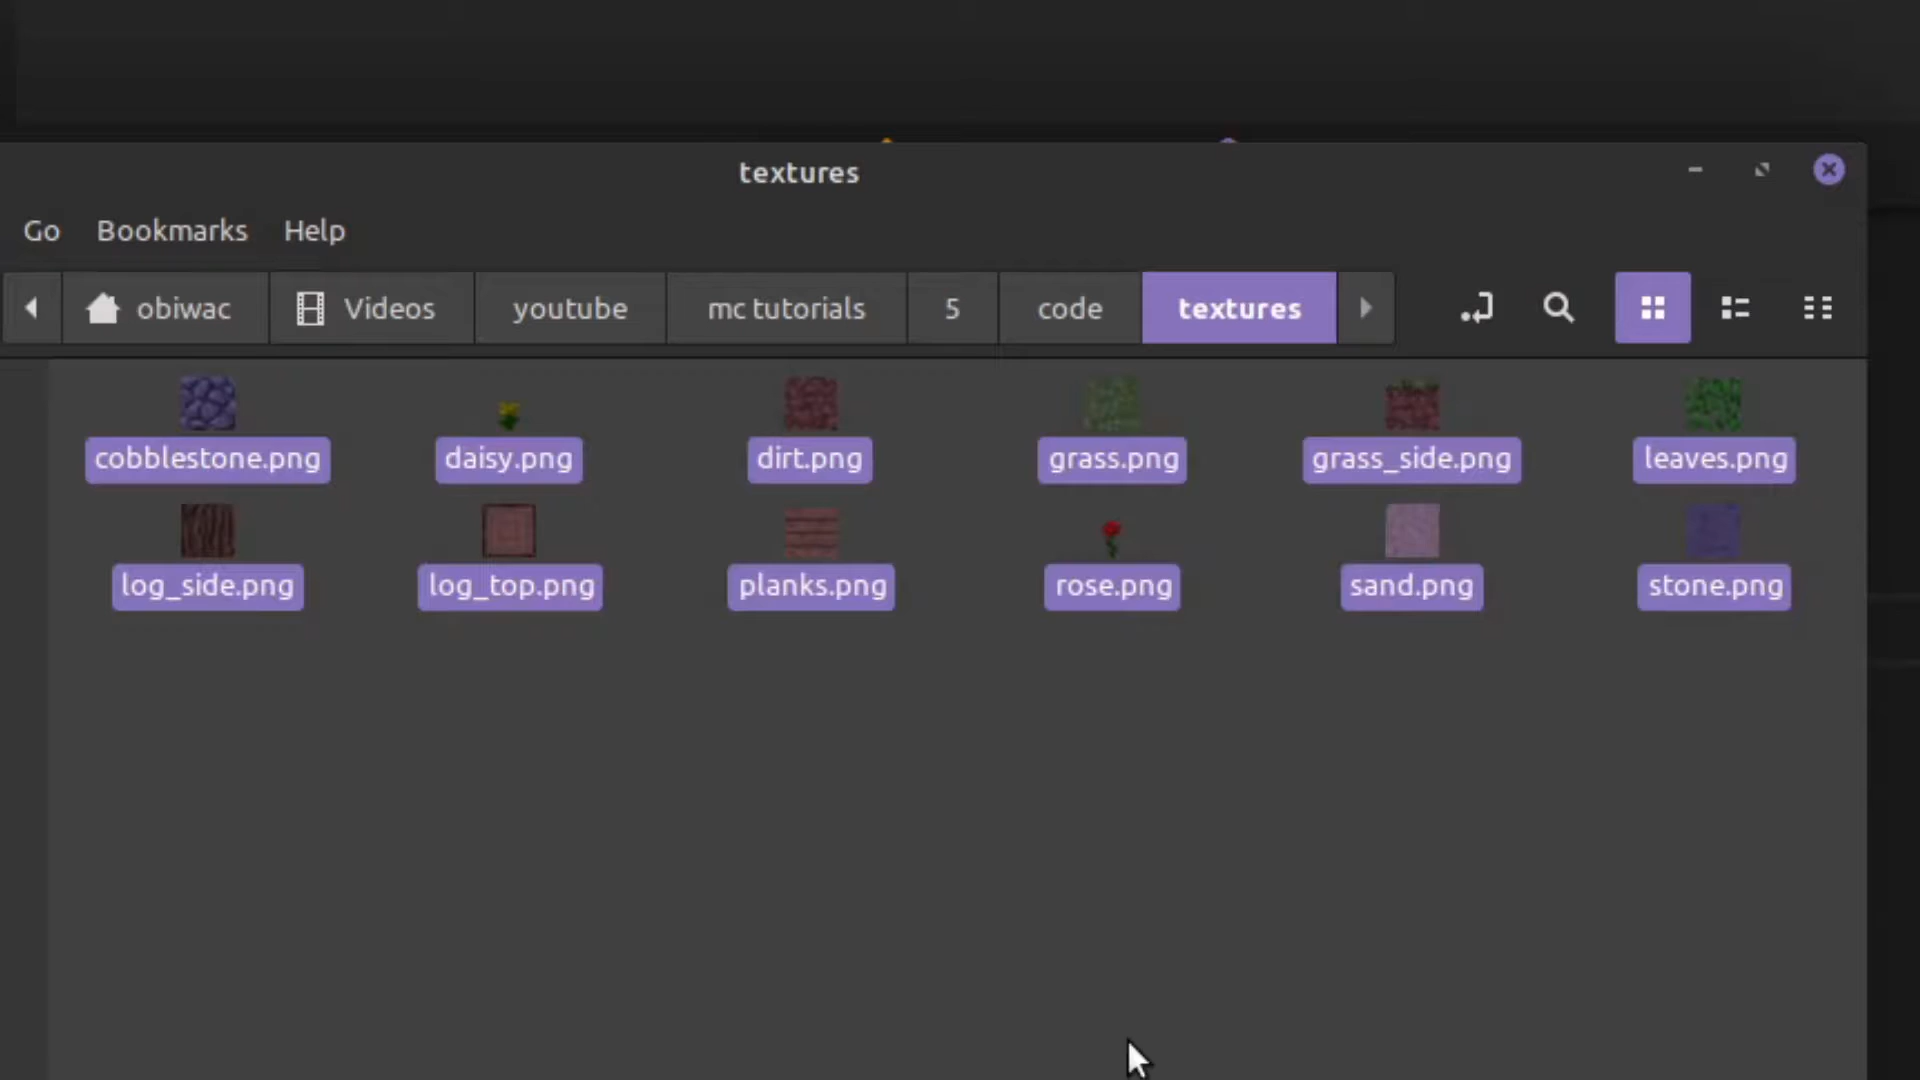 textures
Go Bookmarks Help
obiwac Videos youtube mc tutorials 5 code textures
cobblestone.png daisy.png dirt.png grass.png grass_side.png leaves.png
log_side.png log_top.png planks.png rose.png sand.png stone.png